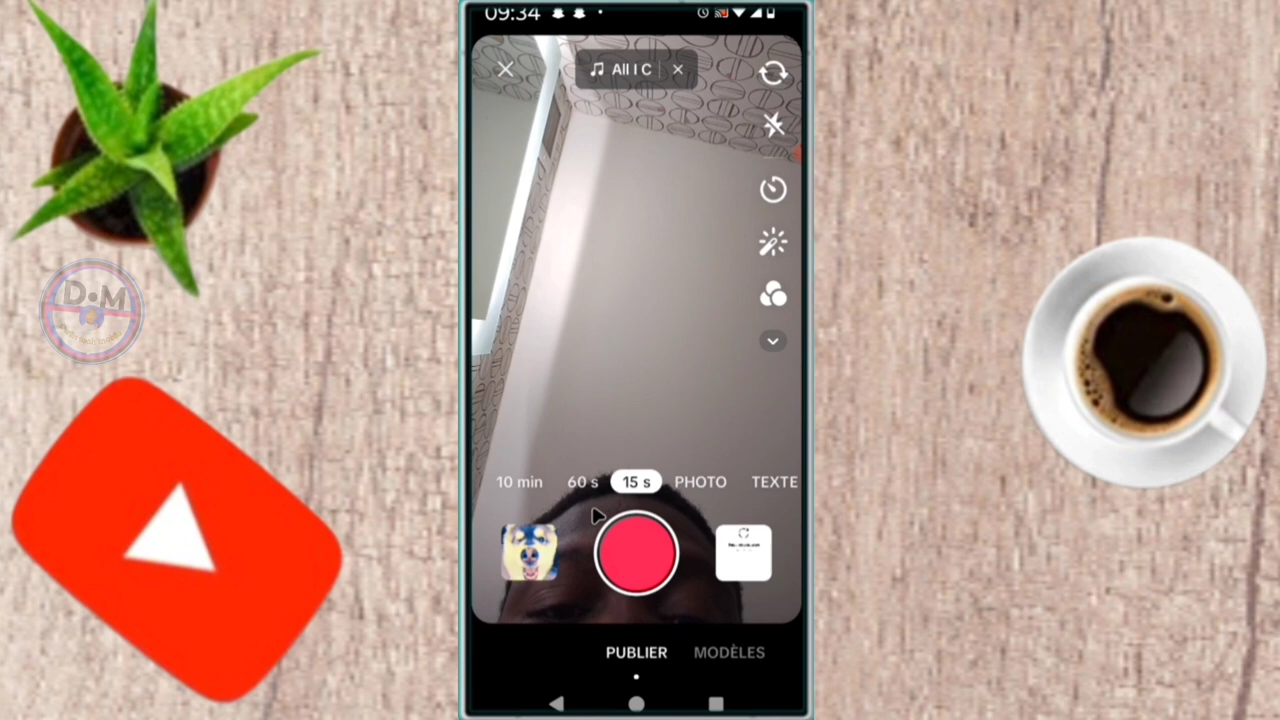 09:34
All I C
10 min 60 s 15 s PHOTO TEXTE
PUBLIER MODÈLES
D•M